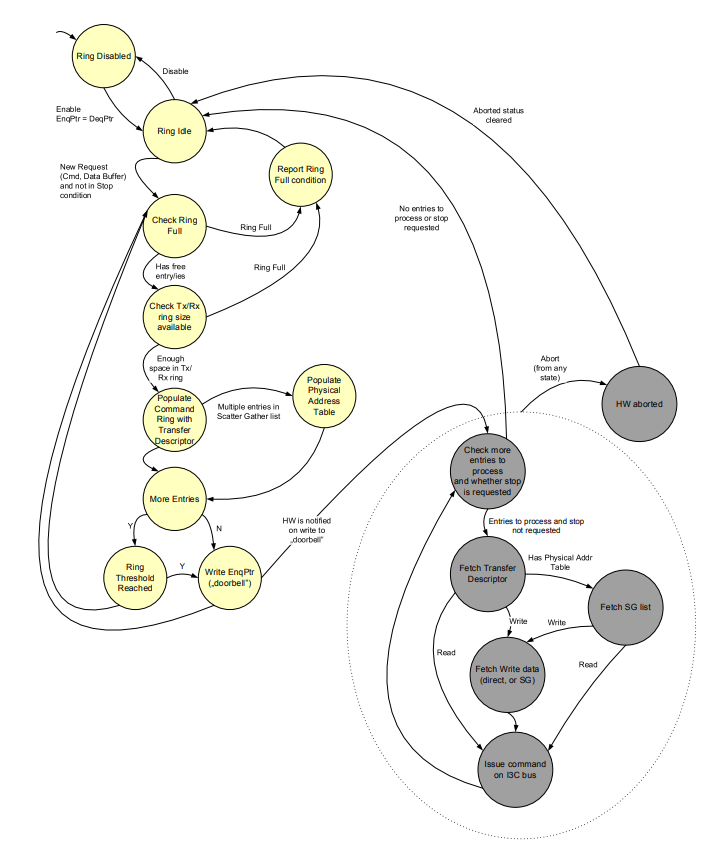 Ring Disabled
Disable
Enable
EnqPtr = DeqPtr
Ring Idle
Aborted status
cleared
New Request
(Cmd, Data Buffer)
and not in Stop
condition
Report Ring
Full condition
No entries to
process or stop
requested
Check Ring
Full
Ring Full
Has free
entry/ies
Ring Full
Check Tx/Rx
ring size
available
Enough
space in Tx/
Rx ring
Abort
(from any
state)
HW aborted
Populate
Physical
Address
Table
Populate
Command
Ring with
Transfer
Descriptor
Multiple entries in
Scatter Gather list
Check more
entries to
process
and whether stop
is requested
More Entries
Y
N
HW is notified
on write to
„doorbell”
Entries to process and stop
not requested
Ring
Threshold
Reached
Y
Write EnqPtr
(„doorbell”)
Fetch Transfer
Descriptor
Has Physical Addr
Table
Fetch SG list
Write
Write
Read
Read
Fetch Write data
(direct, or SG)
Issue command
on I3C bus